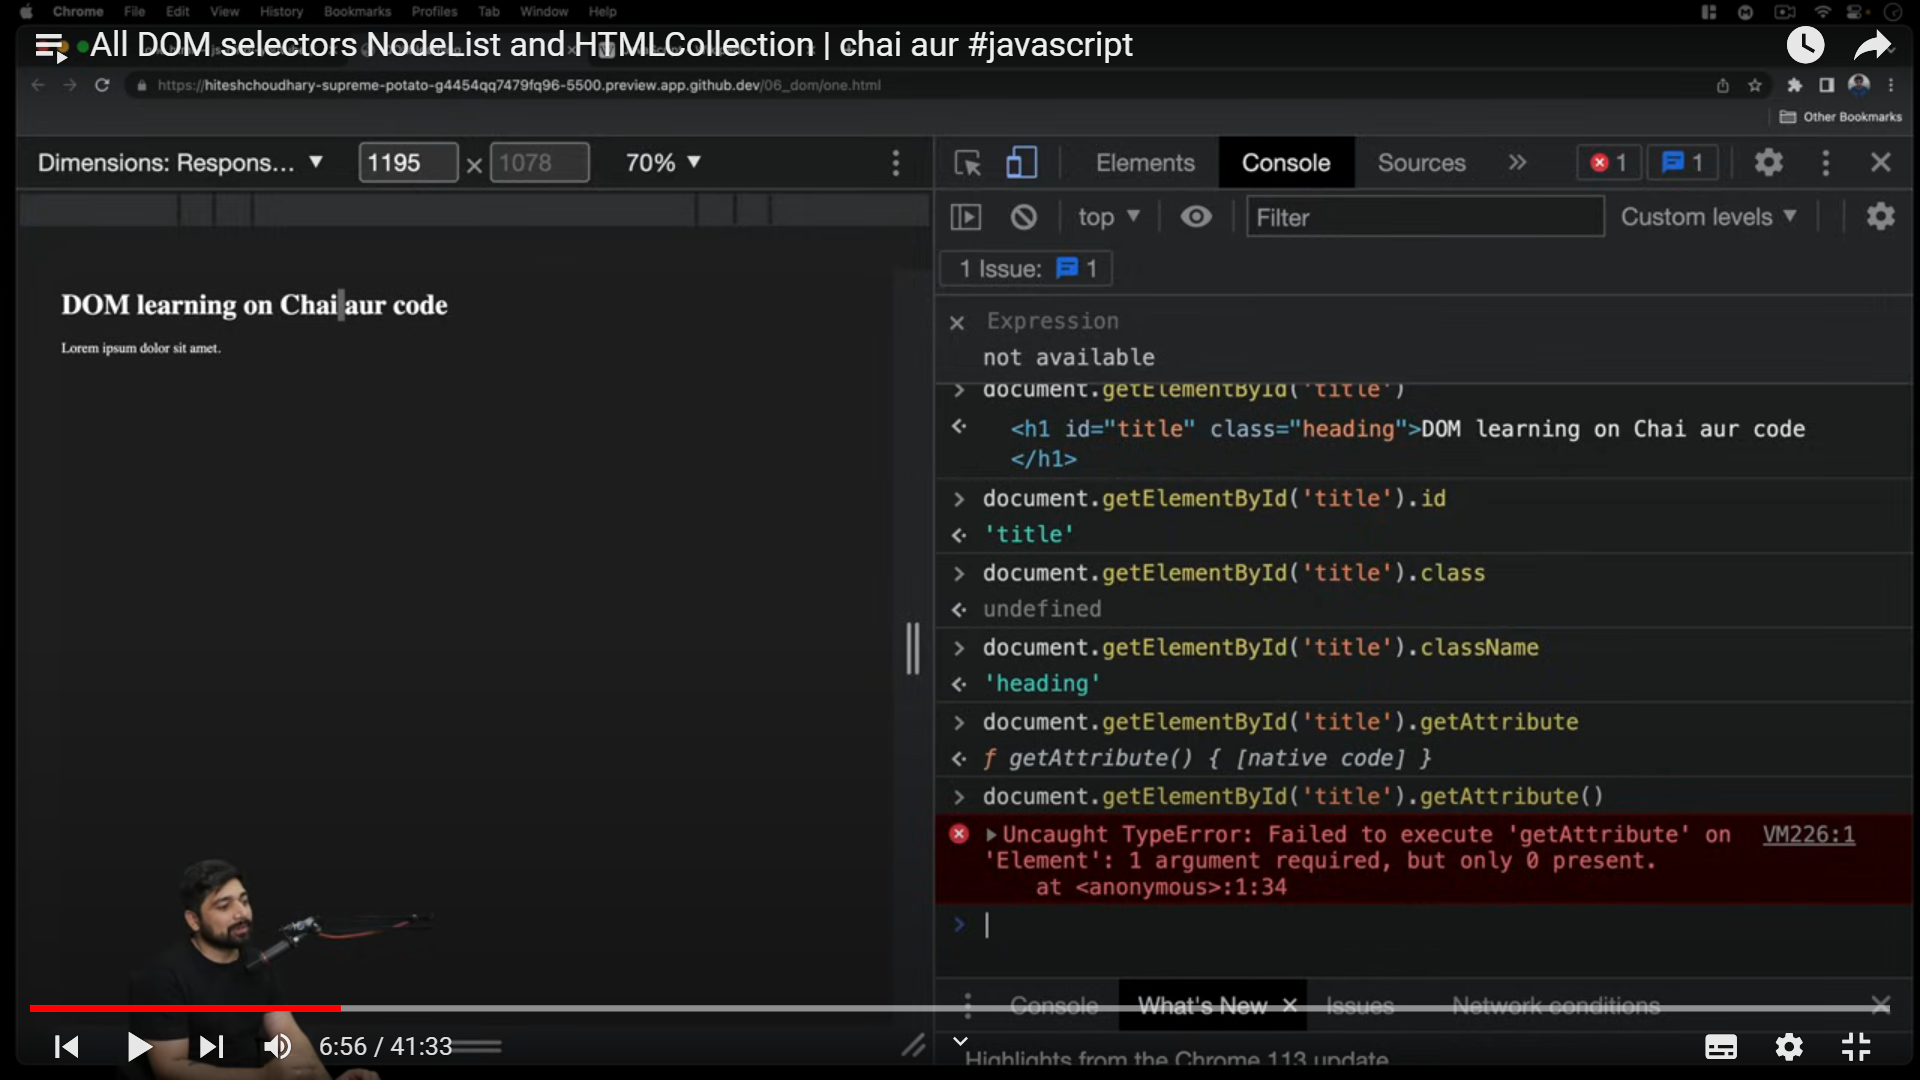 Chrome File Edit View History Bookmarks Profiles Tab Window Help
All DOM selectors NodeList and HTMLCollection | chai aur #javascript
https://hiteshchoudhary-supreme-potato-g4454qq7479fq96-5500.preview.app.github.dev/06_dom/one.html
Other Bookmarks
Dimensions: Respons... 1195 × 1078 70%
Elements Console Sources » 1 1
top Filter Custom levels
1 Issue: 1
DOM learning on Chai aur code
Lorem ipsum dolor sit amet.
Expression
not available
document.getElementById('title')
<h1 id="title" class="heading">DOM learning on Chai aur code
</h1>
document.getElementById('title').id
'title'
document.getElementById('title').class
undefined
document.getElementById('title').className
'heading'
document.getElementById('title').getAttribute
ƒ getAttribute() { [native code] }
document.getElementById('title').getAttribute()
Uncaught TypeError: Failed to execute 'getAttribute' on VM226:1
'Element': 1 argument required, but only 0 present.
at <anonymous>:1:34
Console What's New Issues Network conditions
6:56 / 41:33
Highlights from the Chrome 113 update